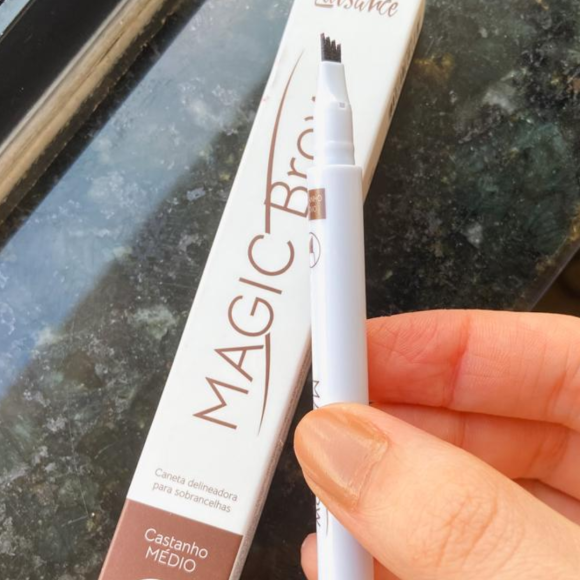 MAGIC Brow
Caneta delineadora
para sobrancelhas
Castanho
MÉDIO